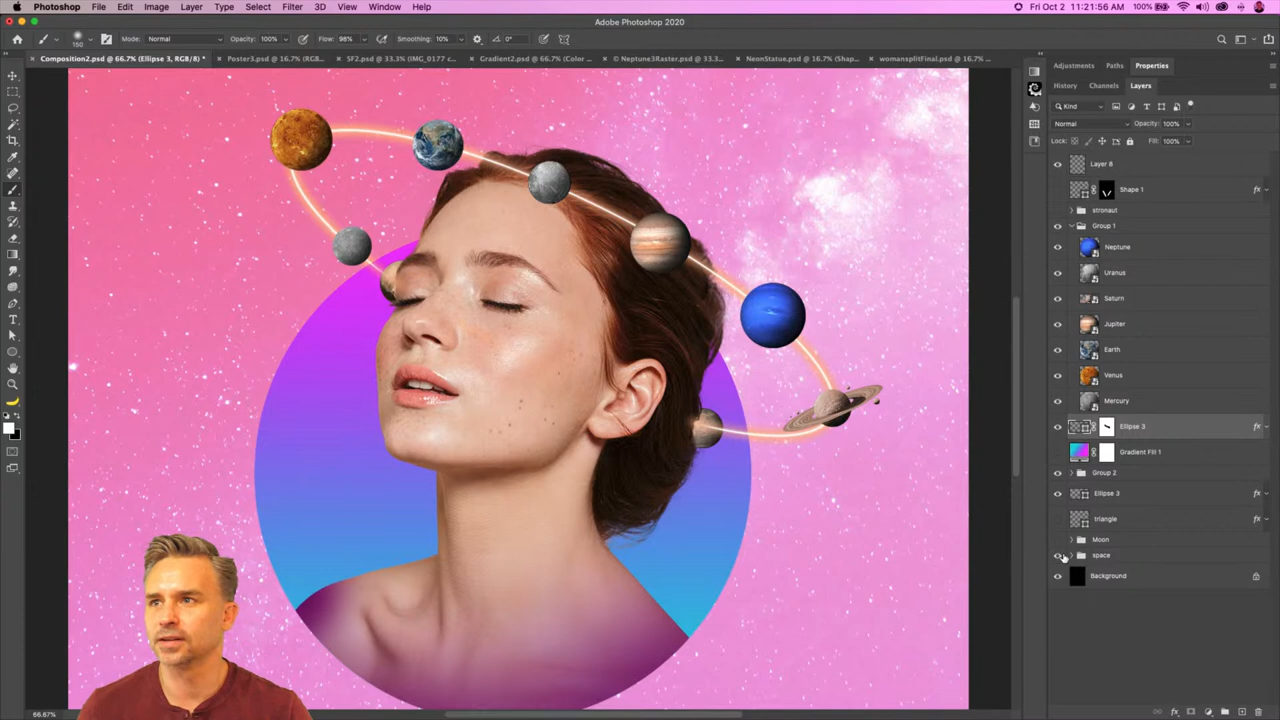 Photoshop File Edit Image Layer Type Select Filter 3D View Window Help 100% Fri Oct 2 11:21:56
Adobe Photoshop 2020
150 Mode: Normal Opacity: 100% Flow: 98% Smoothing: 10% 0°
Composition2.psd @ 66.7% (Ellipse 3, RGB/8) * Poster3.psd @ 16.7% (RGB... SF2.psd @ 33.3% (IMG_0177 c... Gradient2.psd @ 66.7% (Color ... © Neptune3Raster @ 33.3... NeonStatue.psd @ 16.7% (Shap... womansplitFinal.psd @ 16.7% ...
Adjustments Paths Properties
History Channels Layers
Kind
Normal Opacity: 100%
Lock: Fill: 100%
Layer 8
Shape 1
stronaut
Group 1
Neptune
Uranus
Saturn
Jupiter
Earth
Venus
Mercury
Ellipse 3 fx
Gradient Fill 1
Group 2
Ellipse 3 fx
triangle fx
Moon
space
Background
66.67%